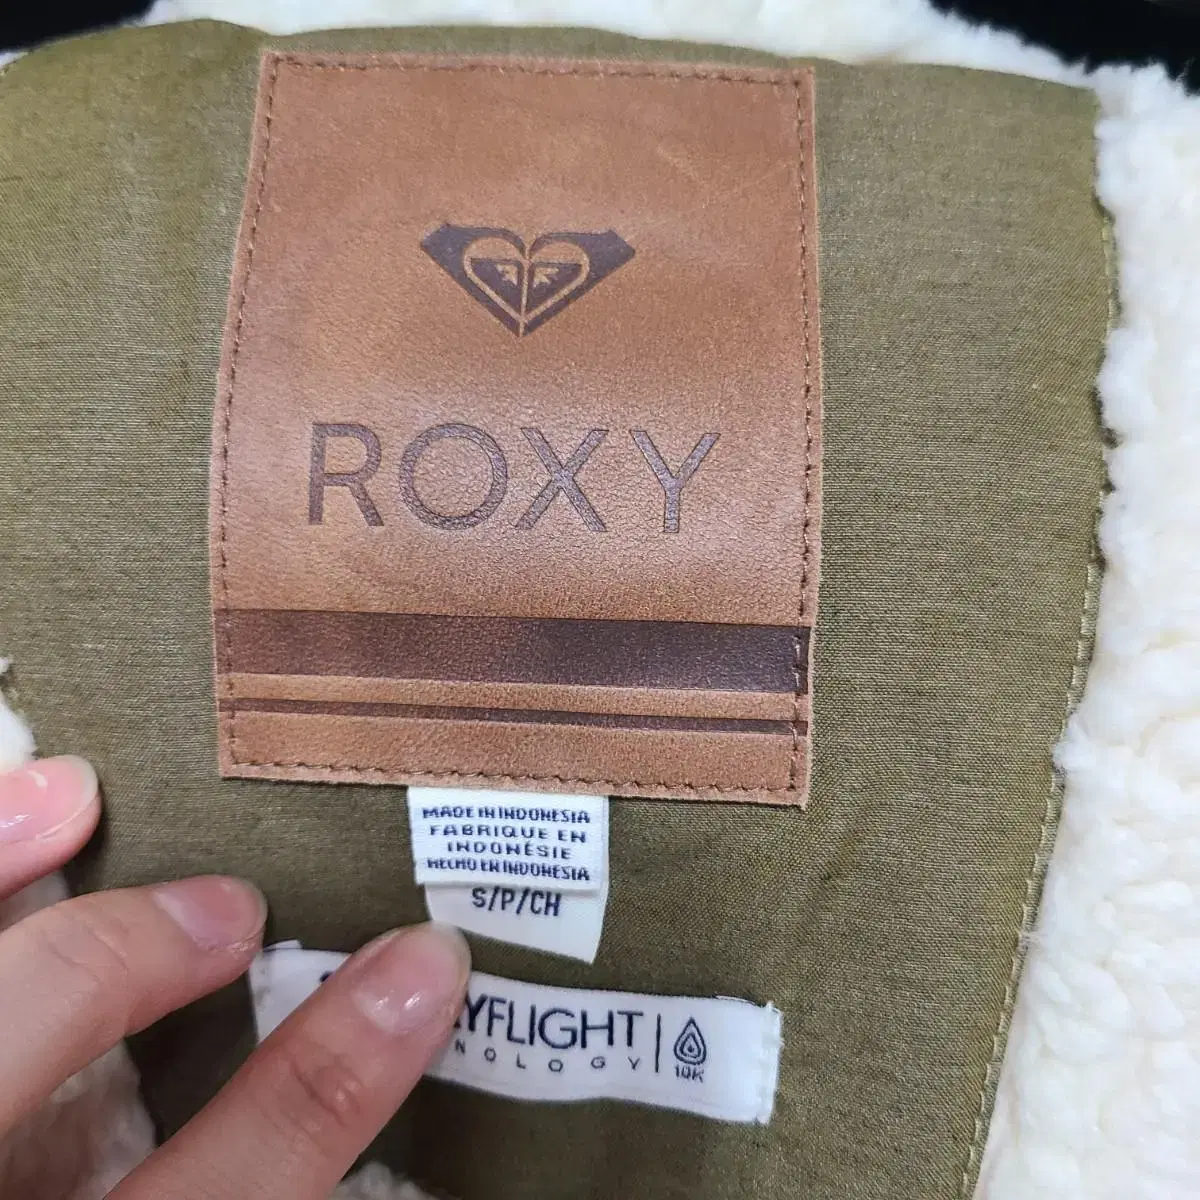 ROXY
MADE IN INDONESIA
FABRIQUE EN
INDONÉSIE
HECHO EN INDONESIA
S/P/CH
YFLIGHT
NOLOGY
10K